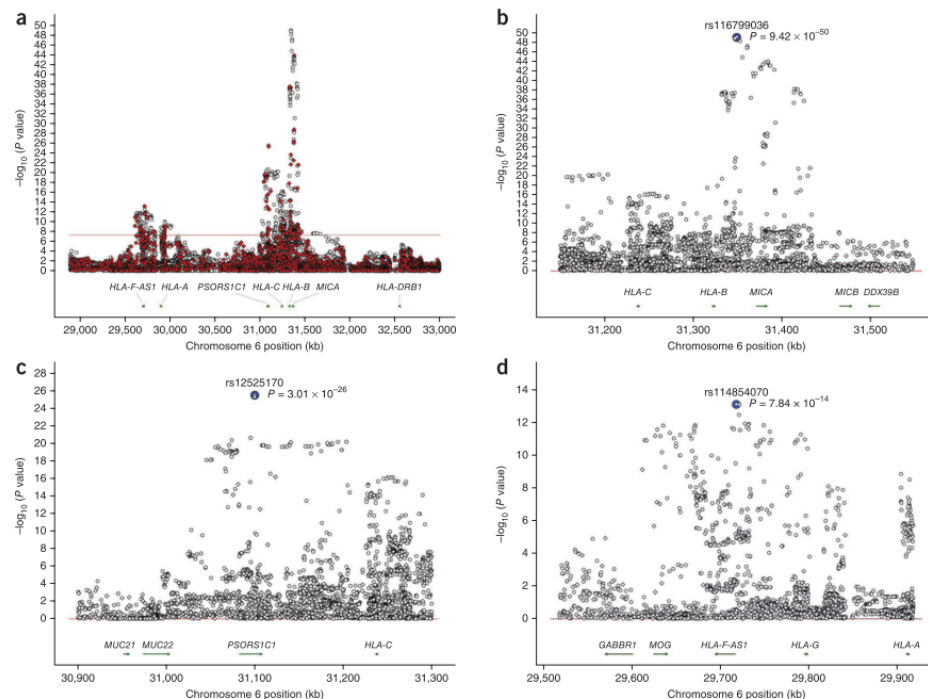 a
50
48
46
44
42
40
38
36
34
32
30
28
26
24
22
20
18
16
14
12
10
8
6
4
2
0
–log10 (P value)
HLA-F-AS1 HLA-A PSORS1C1 HLA-C HLA-B MICA HLA-DRB1
29,000 29,500 30,000 30,500 31,000 31,500 32,000 32,500 33,000
Chromosome 6 position (kb)
b
rs116799036
P = 9.42 × 10−50
50
48
46
44
42
40
38
36
34
32
30
28
26
24
22
20
18
16
14
12
10
8
6
4
2
0
–log10 (P value)
HLA-C HLA-B MICA MICB DDX39B
31,200 31,300 31,400 31,500
Chromosome 6 position (kb)
c
rs12525170
P = 3.01 × 10−26
28
26
24
22
20
18
16
14
12
10
8
6
4
2
0
–log10 (P value)
MUC21 MUC22 PSORS1C1 HLA-C
30,900 31,000 31,100 31,200 31,300
Chromosome 6 position (kb)
d
rs114854070
P = 7.84 × 10−14
14
12
10
8
6
4
2
0
–log10 (P value)
GABBR1 MOG HLA-F-AS1 HLA-G HLA-A
29,500 29,600 29,700 29,800 29,900
Chromosome 6 position (kb)